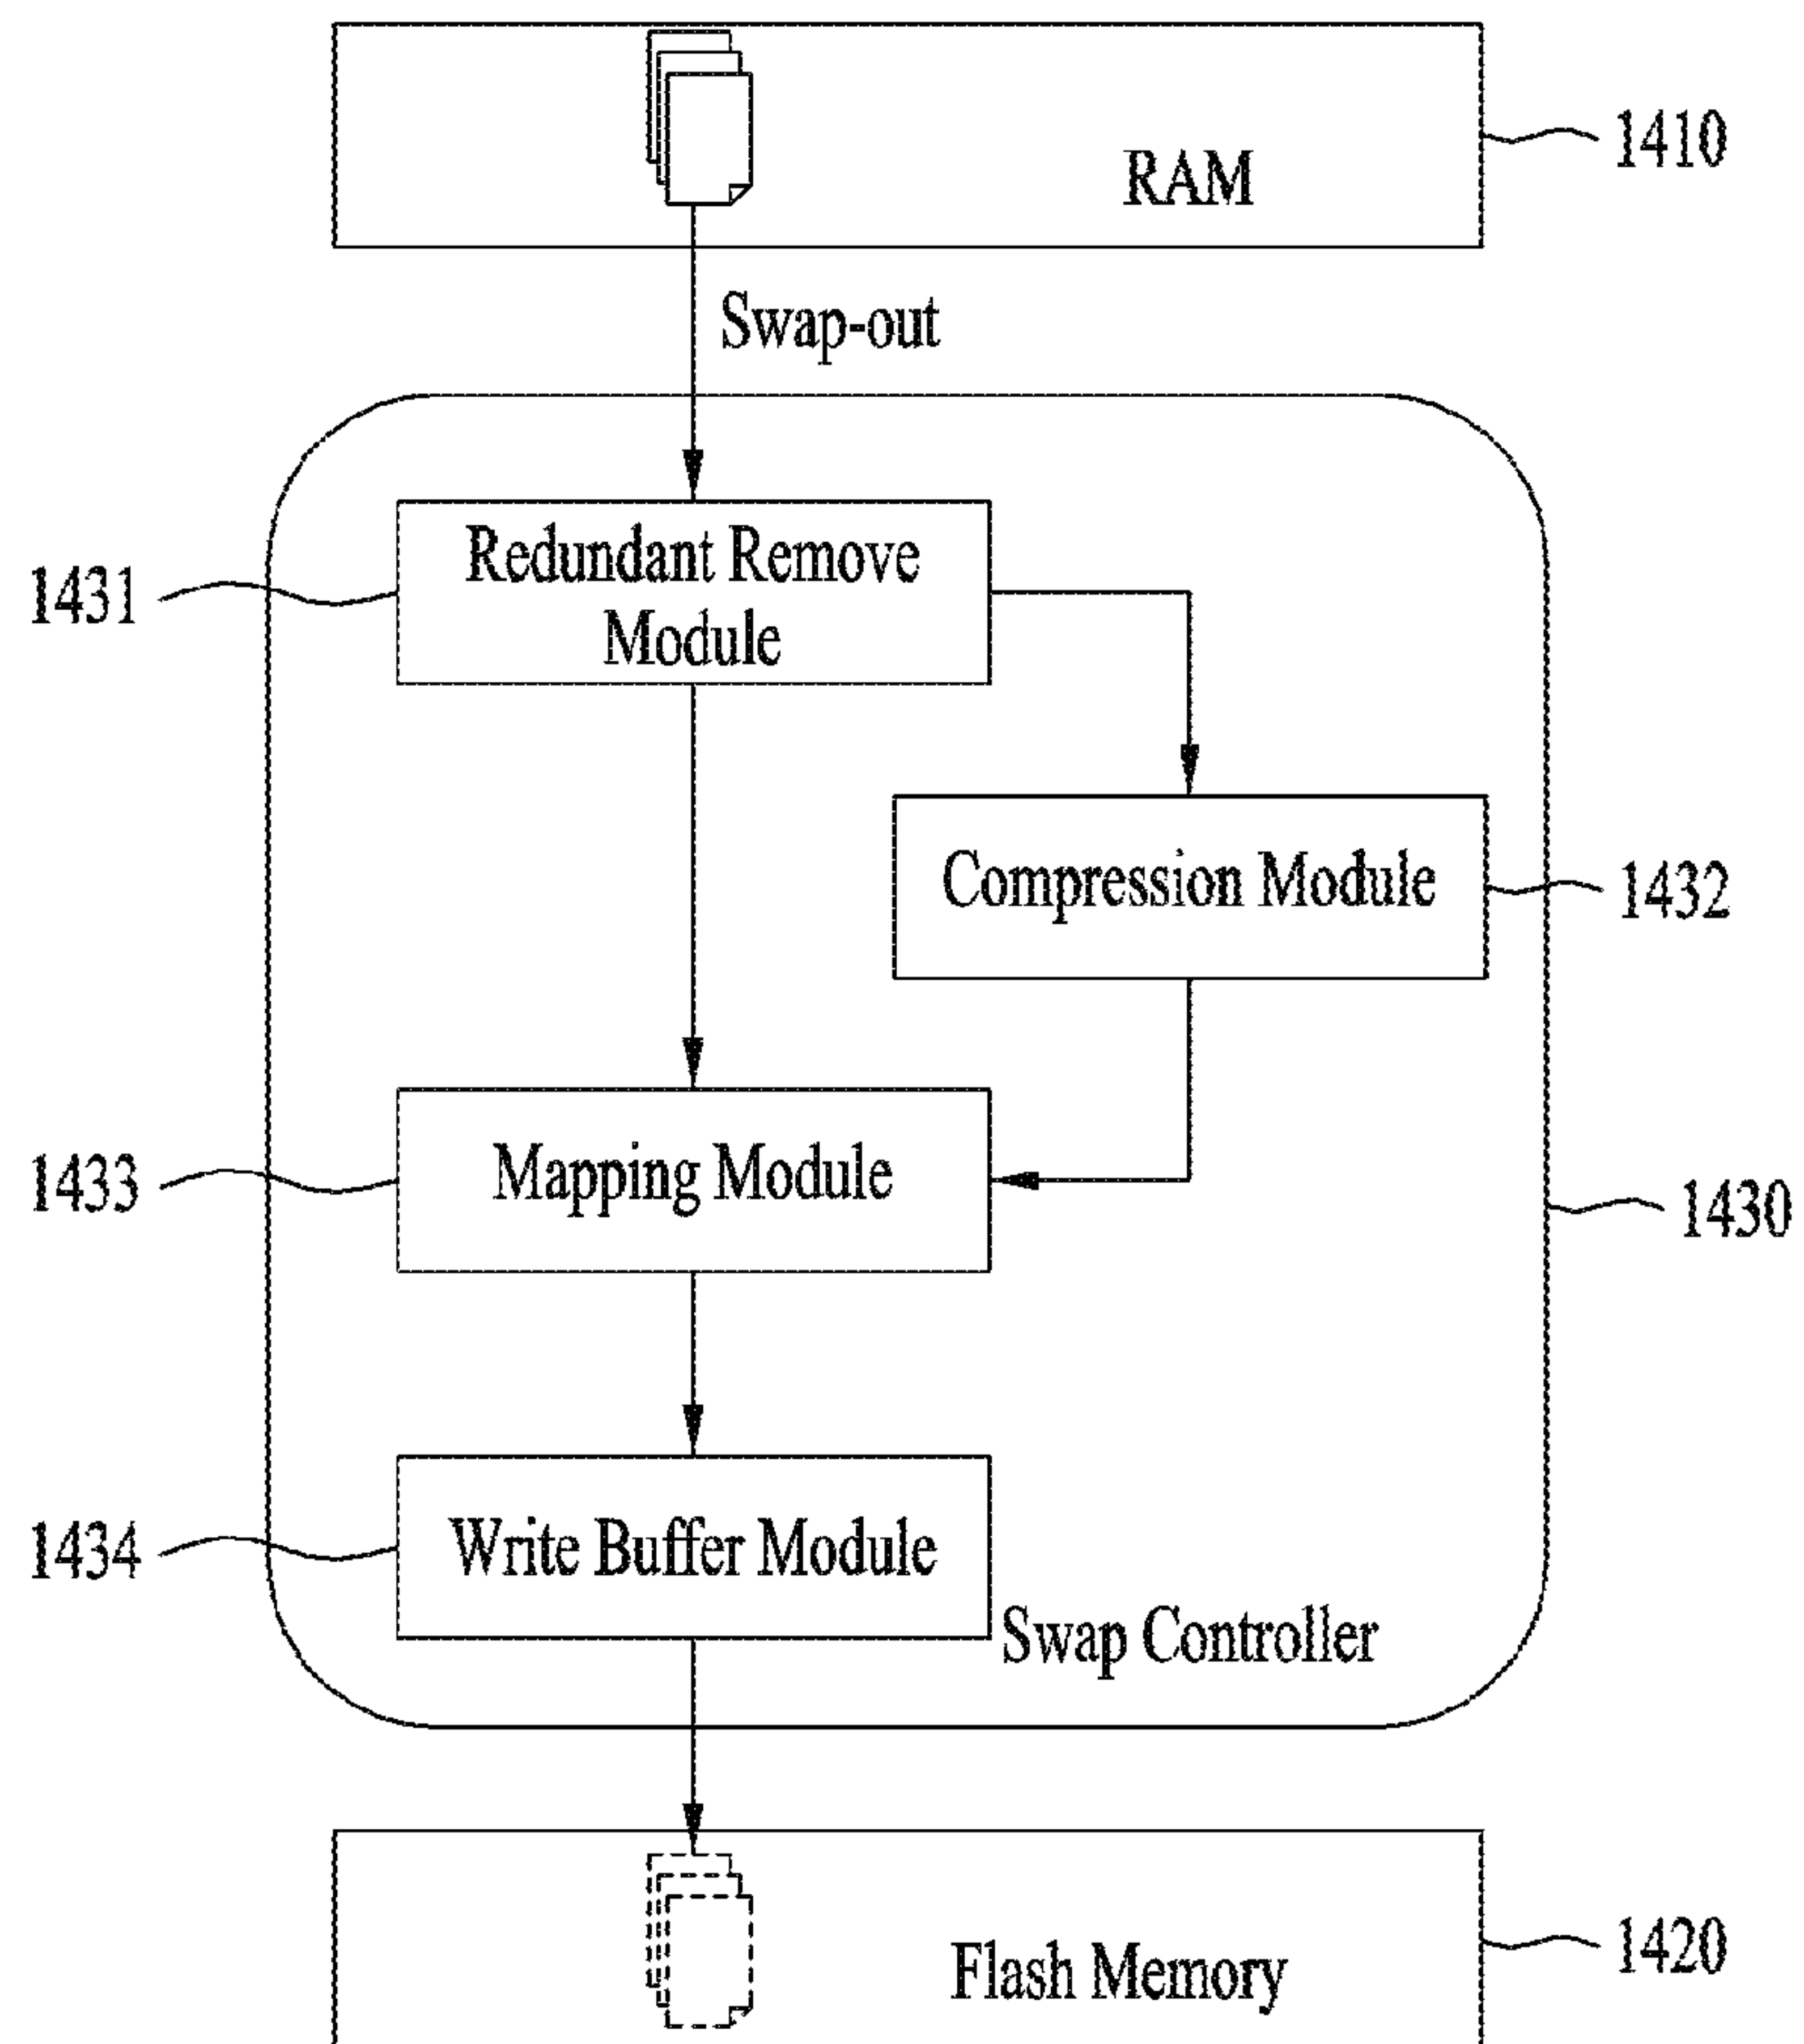 RAM
1410
Swap-out
Redundant Remove
Module
1431
Compression Module
1432
Mapping Module
1433
1430
Write Buffer Module
1434
Swap Controller
Flash Memory
1420